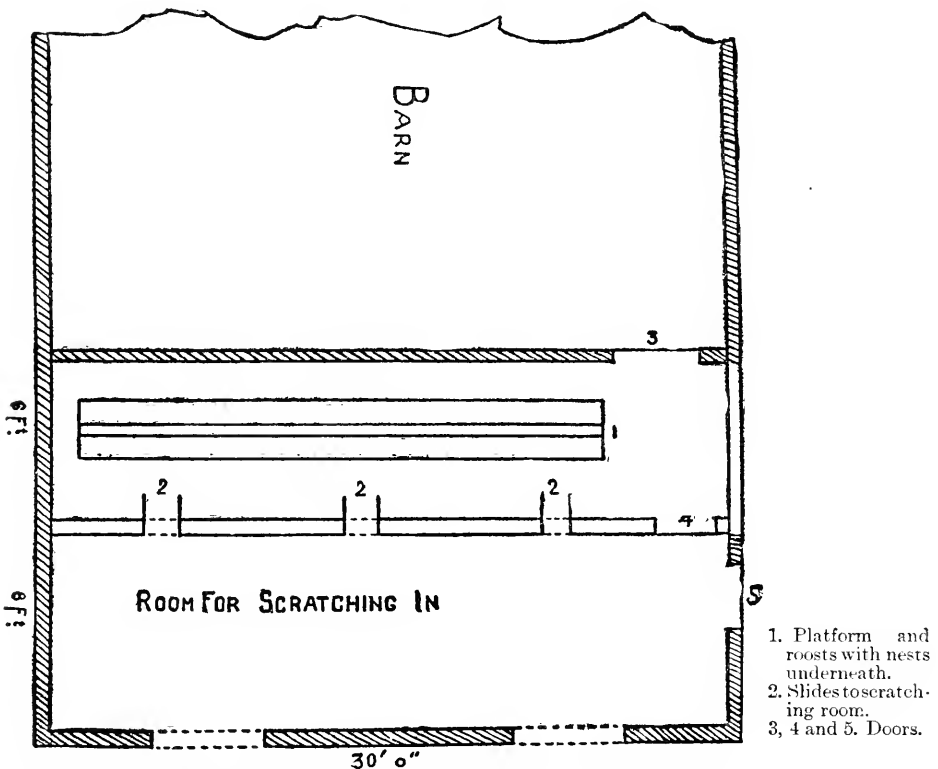 BARN
3
6 Ft.
1
2 2 2
4
ROOM FOR SCRATCHING IN
6 Ft.
5
30' 0"
1. Platform and
roosts with nests
underneath.
2. Slides to scratch-
ing room.
3, 4 and 5. Doors.